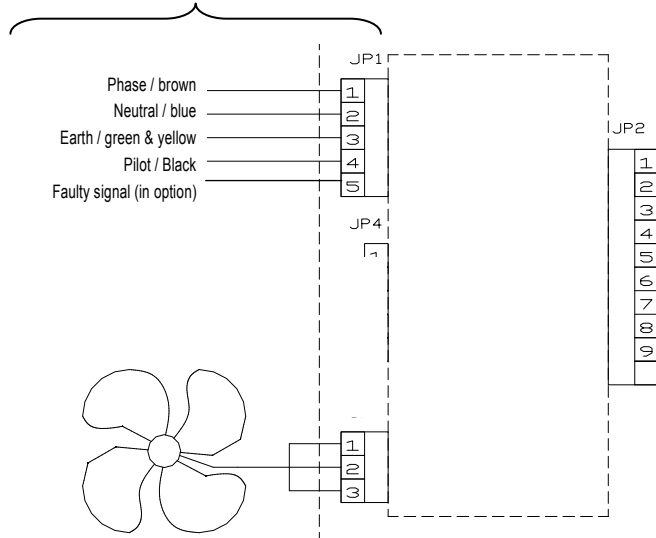 JP1
Phase / brown
1
Neutral / blue
2
Earth / green & yellow
3
Pilot / Black
4
Faulty signal (in option)
5
JP2
1
2
3
4
5
6
7
8
9
JP4
1
2
3